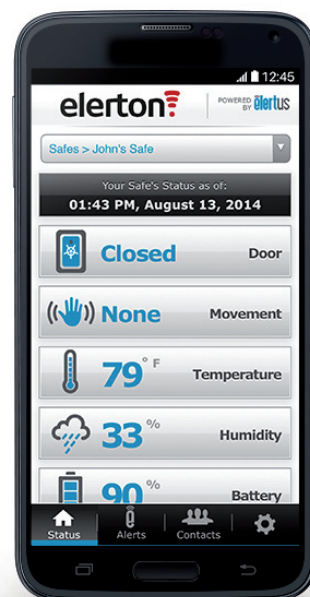 12:45
elerton
POWERED BY elertus
Safes > John's Safe
Your Safe's Status as of:
01:43 PM, August 13, 2014
Closed Door
None Movement
79° F Temperature
33% Humidity
90% Battery
Status Alerts Contacts